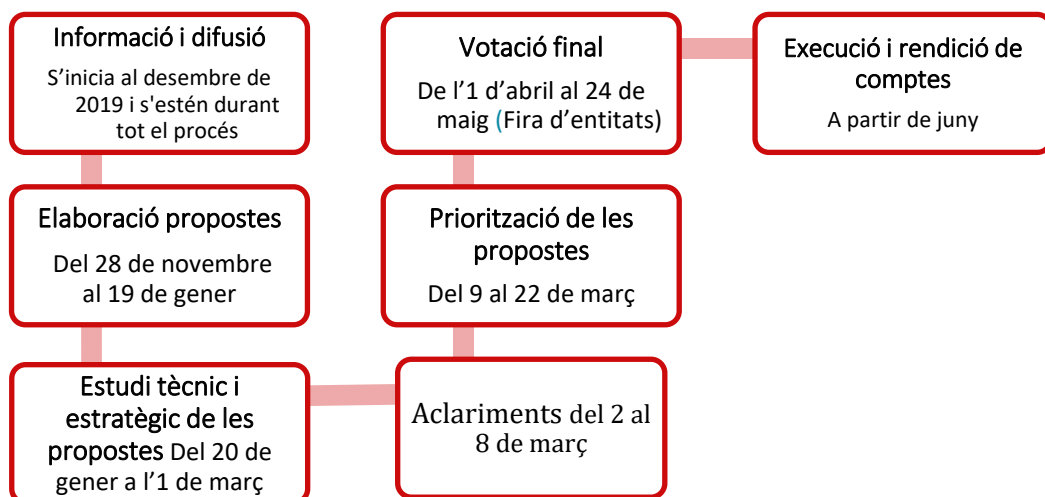 Informació i difusió
S’inicia al desembre de
2019 i s'estén durant
tot el procés
Elaboració propostes
Del 28 de novembre
al 19 de gener
Estudi tècnic i
estratègic de les
propostes Del 20 de
gener a l’1 de març
Aclariments del 2 al
8 de març
Priorització de les
propostes
Del 9 al 22 de març
Votació final
De l’1 d’abril al 24 de
maig (Fira d’entitats)
Execució i rendició de
comptes
A partir de juny